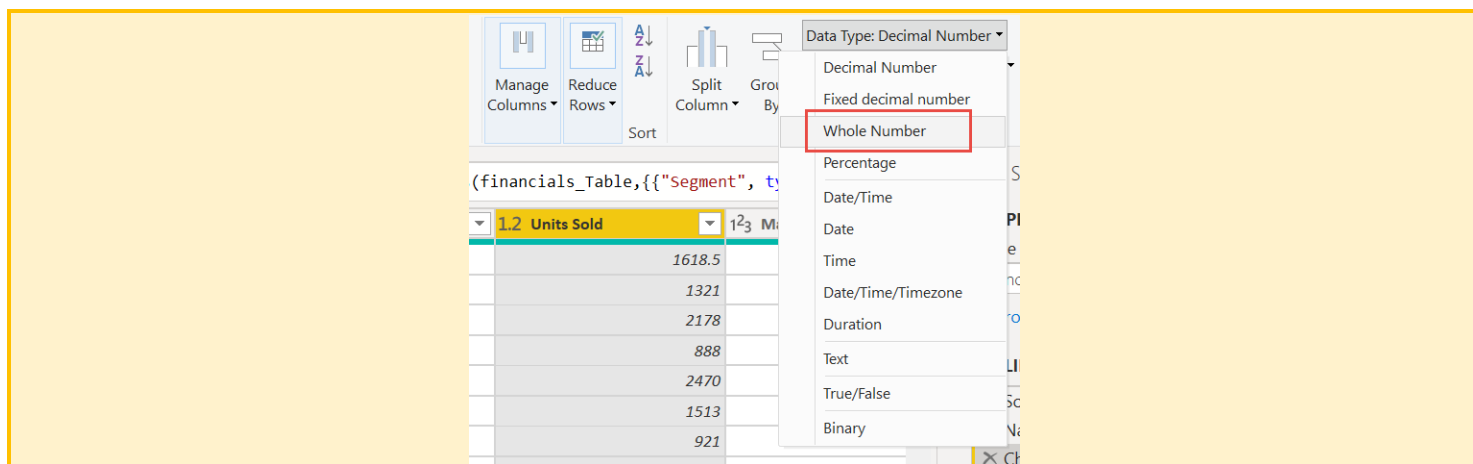 Data Type: Decimal Number
A
Z
Z
A
Manage Columns
Reduce Rows
Sort
Split Column
By
Decimal Number
Fixed decimal number
Whole Number
Percentage
Date/Time
Date
Time
Date/Time/Timezone
Duration
Text
True/False
Binary
(financials_Table,{{"Segment",
1.2 Units Sold
123
1618.5
1321
2178
888
2470
1513
921